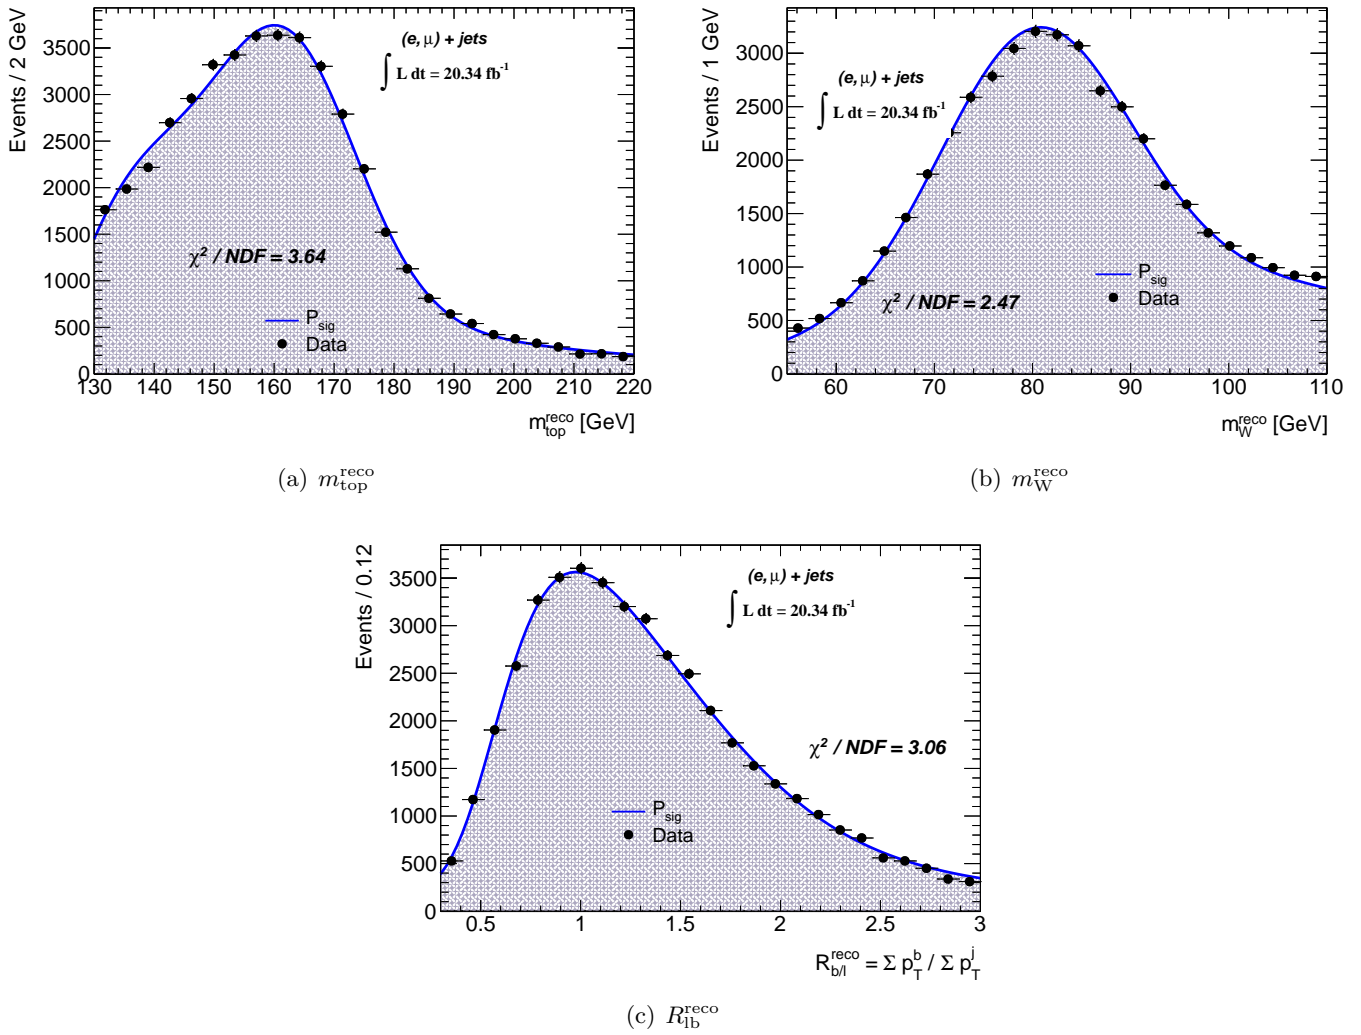 Events / 2 GeV
3500
3000
2500
2000
1500
1000
500
0
(e, μ) + jets
∫ L dt = 20.34 fb⁻¹
χ² / NDF = 3.64
P_sig
Data
130 140 150 160 170 180 190 200 210 220
m_top^reco [GeV]
(a) m_top^reco
Events / 1 GeV
3000
2500
2000
1500
1000
500
0
(e, μ) + jets
∫ L dt = 20.34 fb⁻¹
P_sig
Data
χ² / NDF = 2.47
60 70 80 90 100 110
m_W^reco [GeV]
(b) m_W^reco
Events / 0.12
3500
3000
2500
2000
1500
1000
500
0
(e, μ) + jets
∫ L dt = 20.34 fb⁻¹
χ² / NDF = 3.06
P_sig
Data
0.5 1 1.5 2 2.5 3
R_b/l^reco = Σ p_T^b / Σ p_T^j
(c) R_lb^reco